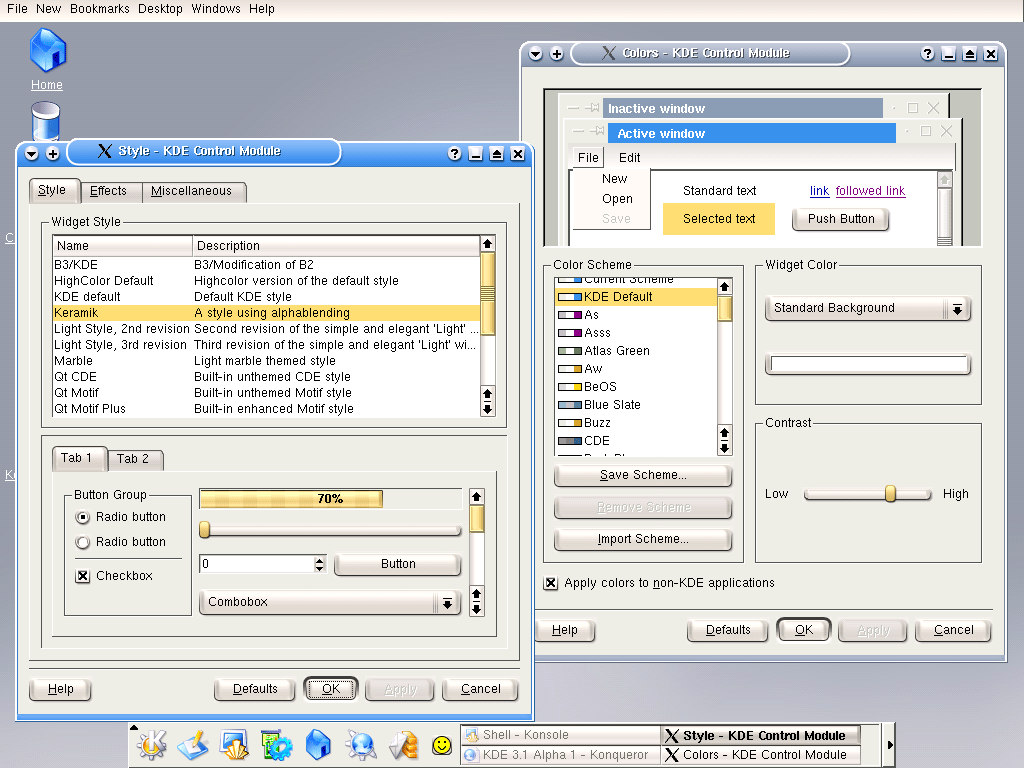 File New Bookmarks Desktop Windows Help
Home
Style - KDE Control Module
Style Effects Miscellaneous
Widget Style
Name Description
B3/KDE B3/Modification of B2
HighColor Default Highcolor version of the default style
KDE default Default KDE style
Keramik A style using alphablending
Light Style, 2nd revision Second revision of the simple and elegant 'Light' ...
Light Style, 3rd revision Third revision of the simple and elegant 'Light' wi...
Marble Light marble themed style
Qt CDE Built-in unthemed CDE style
Qt Motif Built-in unthemed Motif style
Qt Motif Plus Built-in enhanced Motif style
Tab 1 Tab 2
Button Group
Radio button
Radio button
Checkbox
70%
0
Button
Combobox
Help Defaults OK Apply Cancel
Colors - KDE Control Module
Inactive window
Active window
File Edit
New
Open
Save
Standard text
Selected text
link followed link
Push Button
Color Scheme
Current Scheme
KDE Default
As
Asss
Atlas Green
Aw
BeOS
Blue Slate
Buzz
CDE
Save Scheme...
Remove Scheme
Import Scheme...
Widget Color
Standard Background
Contrast
Low High
Apply colors to non-KDE applications
Help Defaults OK Apply Cancel
Shell - Konsole
Style - KDE Control Module
KDE 3.1 Alpha 1 - Konqueror
Colors - KDE Control Module